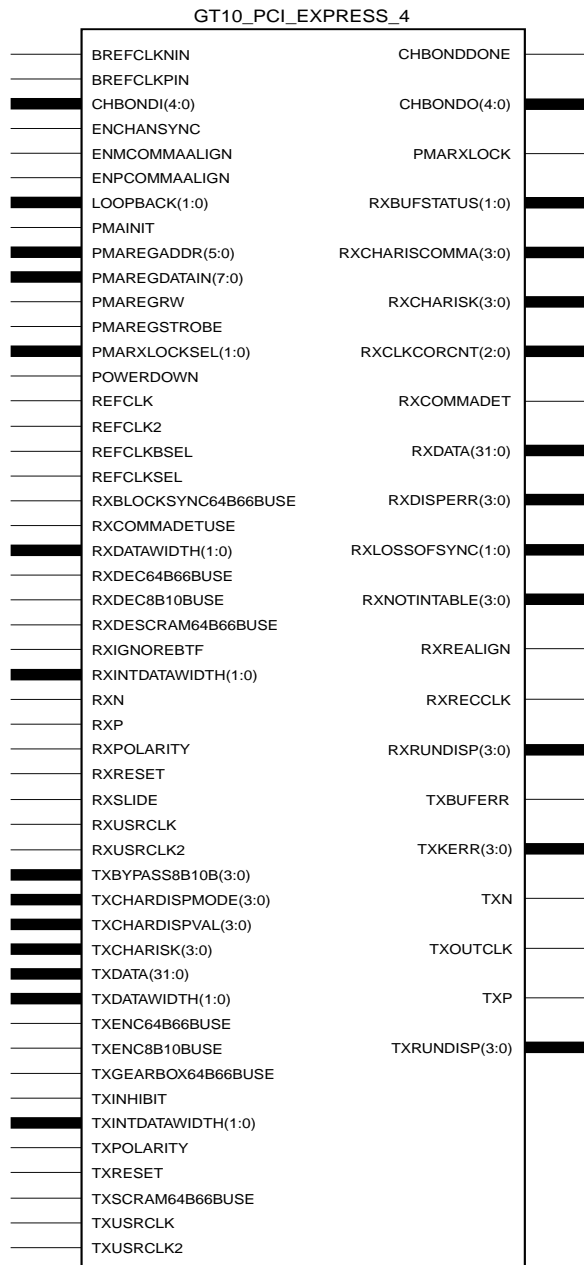 GT10_PCI_EXPRESS_4
BREFCLKNIN
BREFCLKPIN
CHBONDI(4:0)
ENCHANSYNC
ENMCOMMAALIGN
ENPCOMMAALIGN
LOOPBACK(1:0)
PMAINIT
PMAREGADDR(5:0)
PMAREGDATAIN(7:0)
PMAREGRW
PMAREGSTROBE
PMARXLOCKSEL(1:0)
POWERDOWN
REFCLK
REFCLK2
REFCLKBSEL
REFCLKSEL
RXBLOCKSYNC64B66BUSE
RXCOMMADETUSE
RXDATAWIDTH(1:0)
RXDEC64B66BUSE
RXDEC8B10BUSE
RXDESCRAM64B66BUSE
RXIGNOREBTF
RXINTDATAWIDTH(1:0)
RXN
RXP
RXPOLARITY
RXRESET
RXSLIDE
RXUSRCLK
RXUSRCLK2
TXBYPASS8B10B(3:0)
TXCHARDISPMODE(3:0)
TXCHARDISPVAL(3:0)
TXCHARISK(3:0)
TXDATA(31:0)
TXDATAWIDTH(1:0)
TXENC64B66BUSE
TXENC8B10BUSE
TXGEARBOX64B66BUSE
TXINHIBIT
TXINTDATAWIDTH(1:0)
TXPOLARITY
TXRESET
TXSCRAM64B66BUSE
TXUSRCLK
TXUSRCLK2
CHBONDDONE
CHBONDO(4:0)
PMARXLOCK
RXBUFSTATUS(1:0)
RXCHARISCOMMA(3:0)
RXCHARISK(3:0)
RXCLKCORCNT(2:0)
RXCOMMADET
RXDATA(31:0)
RXDISPERR(3:0)
RXLOSSOFSYNC(1:0)
RXNOTINTABLE(3:0)
RXREALIGN
RXRECCLK
RXRUNDISP(3:0)
TXBUFERR
TXKERR(3:0)
TXN
TXOUTCLK
TXP
TXRUNDISP(3:0)